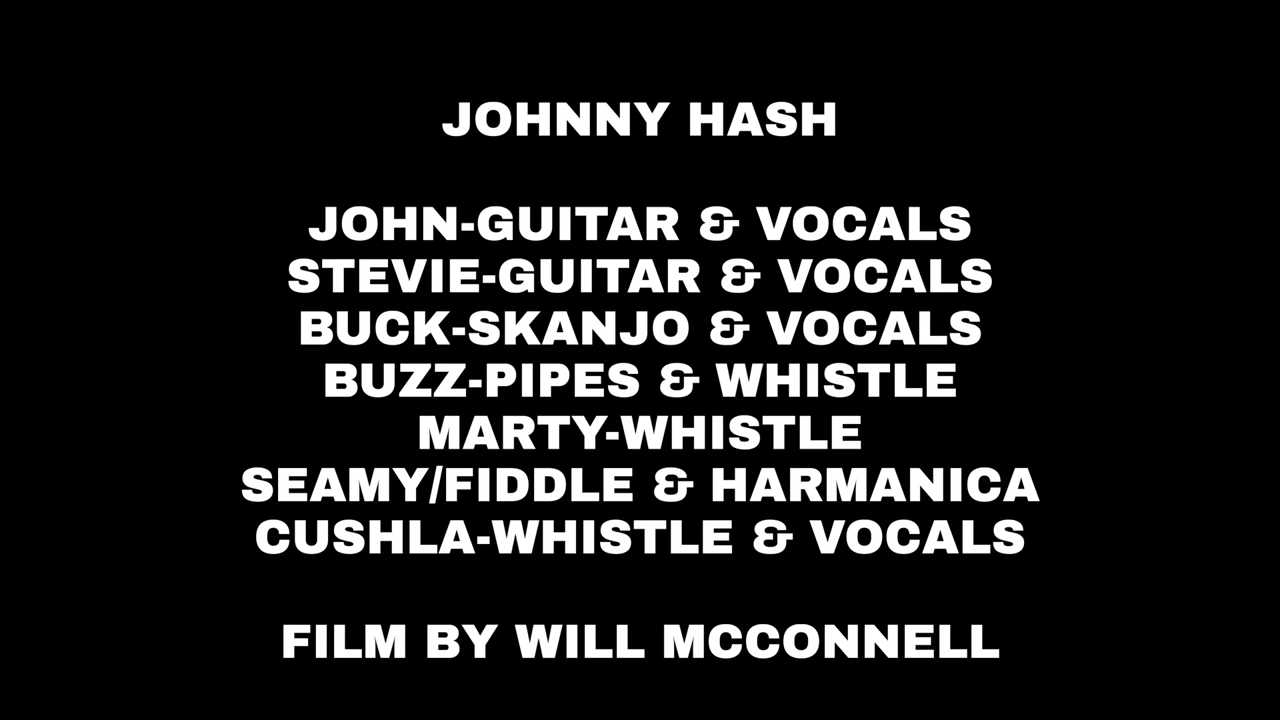 JOHNNY HASH
JOHN-GUITAR & VOCALS
STEVIE-GUITAR & VOCALS
BUCK-SKANJO & VOCALS
BUZZ-PIPES & WHISTLE
MARTY-WHISTLE
SEAMY/FIDDLE & HARMANICA
CUSHLA-WHISTLE & VOCALS
FILM BY WILL MCCONNELL